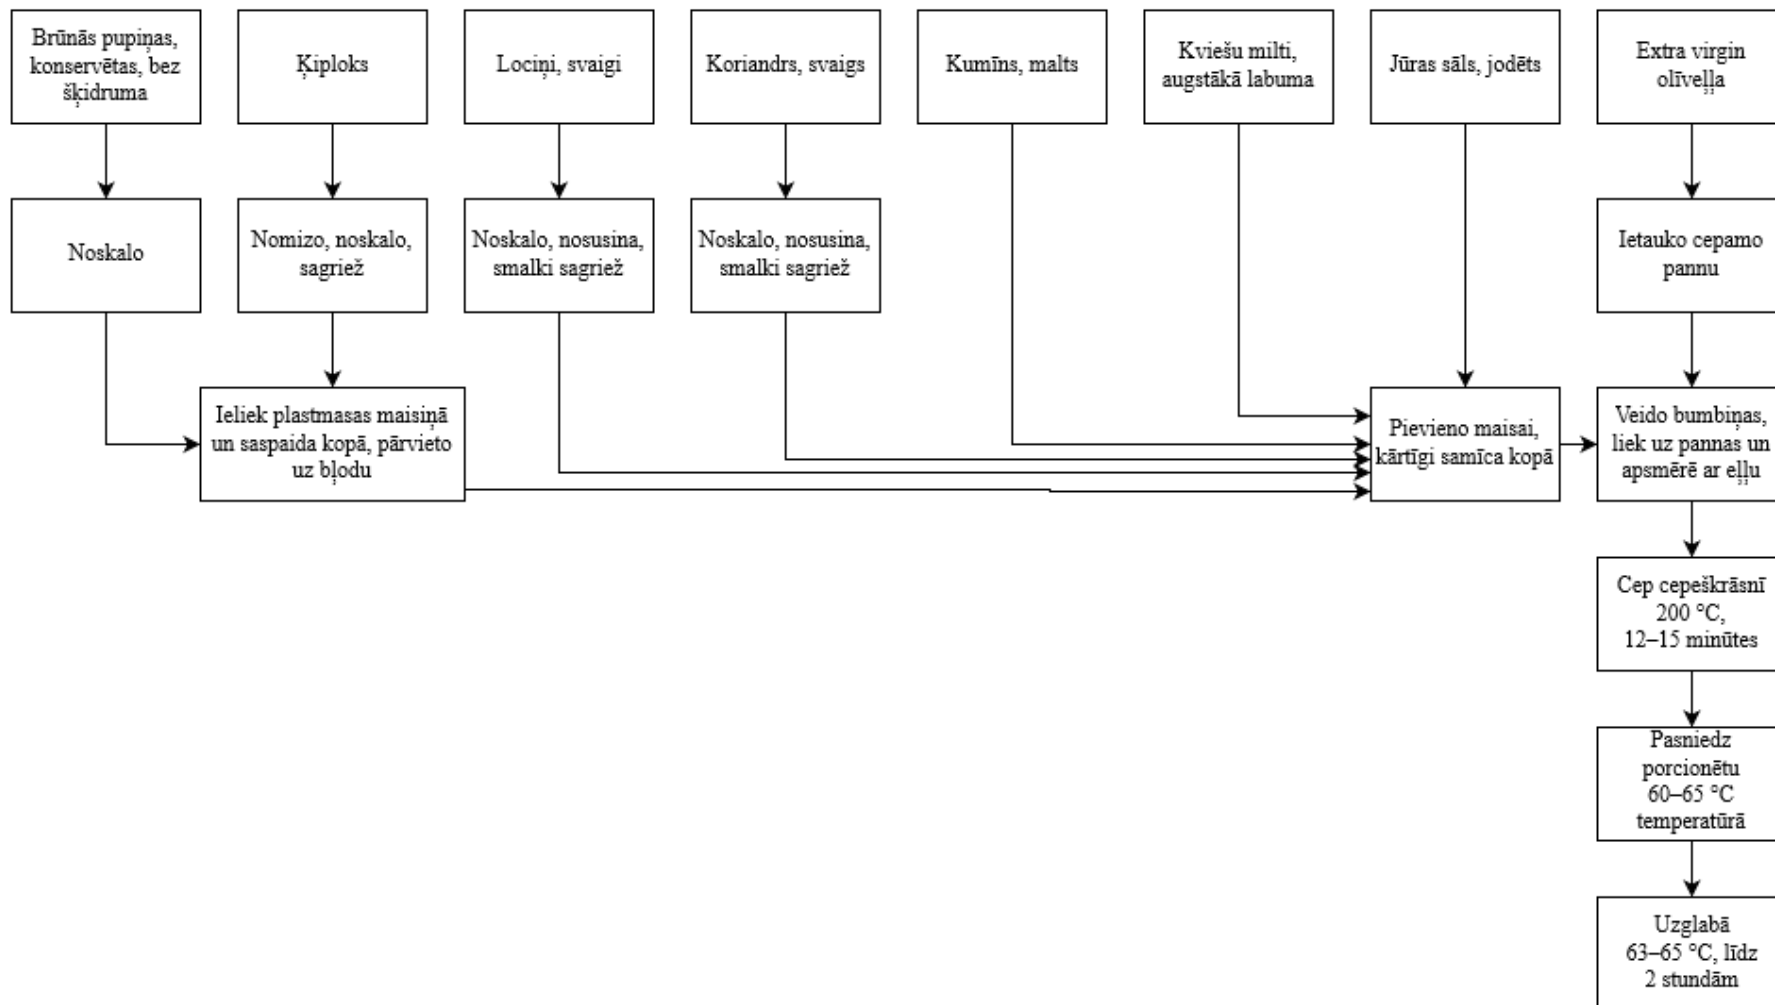 Brūnās pupiņas,
konservētas, bez
šķidruma
Ķiploks
Lociņi, svaigi
Koriandrs, svaigs
Kumīns, malts
Kviešu milti,
augstākā labuma
Jūras sāls, jodēts
Extra virgin
olīveļļa
Noskalo
Nomizo, noskalo,
sagriež
Noskalo, nosusina,
smalki sagriež
Noskalo, nosusina,
smalki sagriež
Ietauko cepamo
pannu
Ieliek plastmasas maisiņā
un saspaida kopā, pārvieto
uz bļodu
Pievieno maisai,
kārtīgi samīca kopā
Veido bumbiņas,
liek uz pannas un
apsmērē ar eļļu
Cep cepeškrāsnī
200 °C,
12–15 minūtes
Pasniedz
porcionētu
60–65 °C
temperatūrā
Uzglabā
63–65 °C, līdz
2 stundām